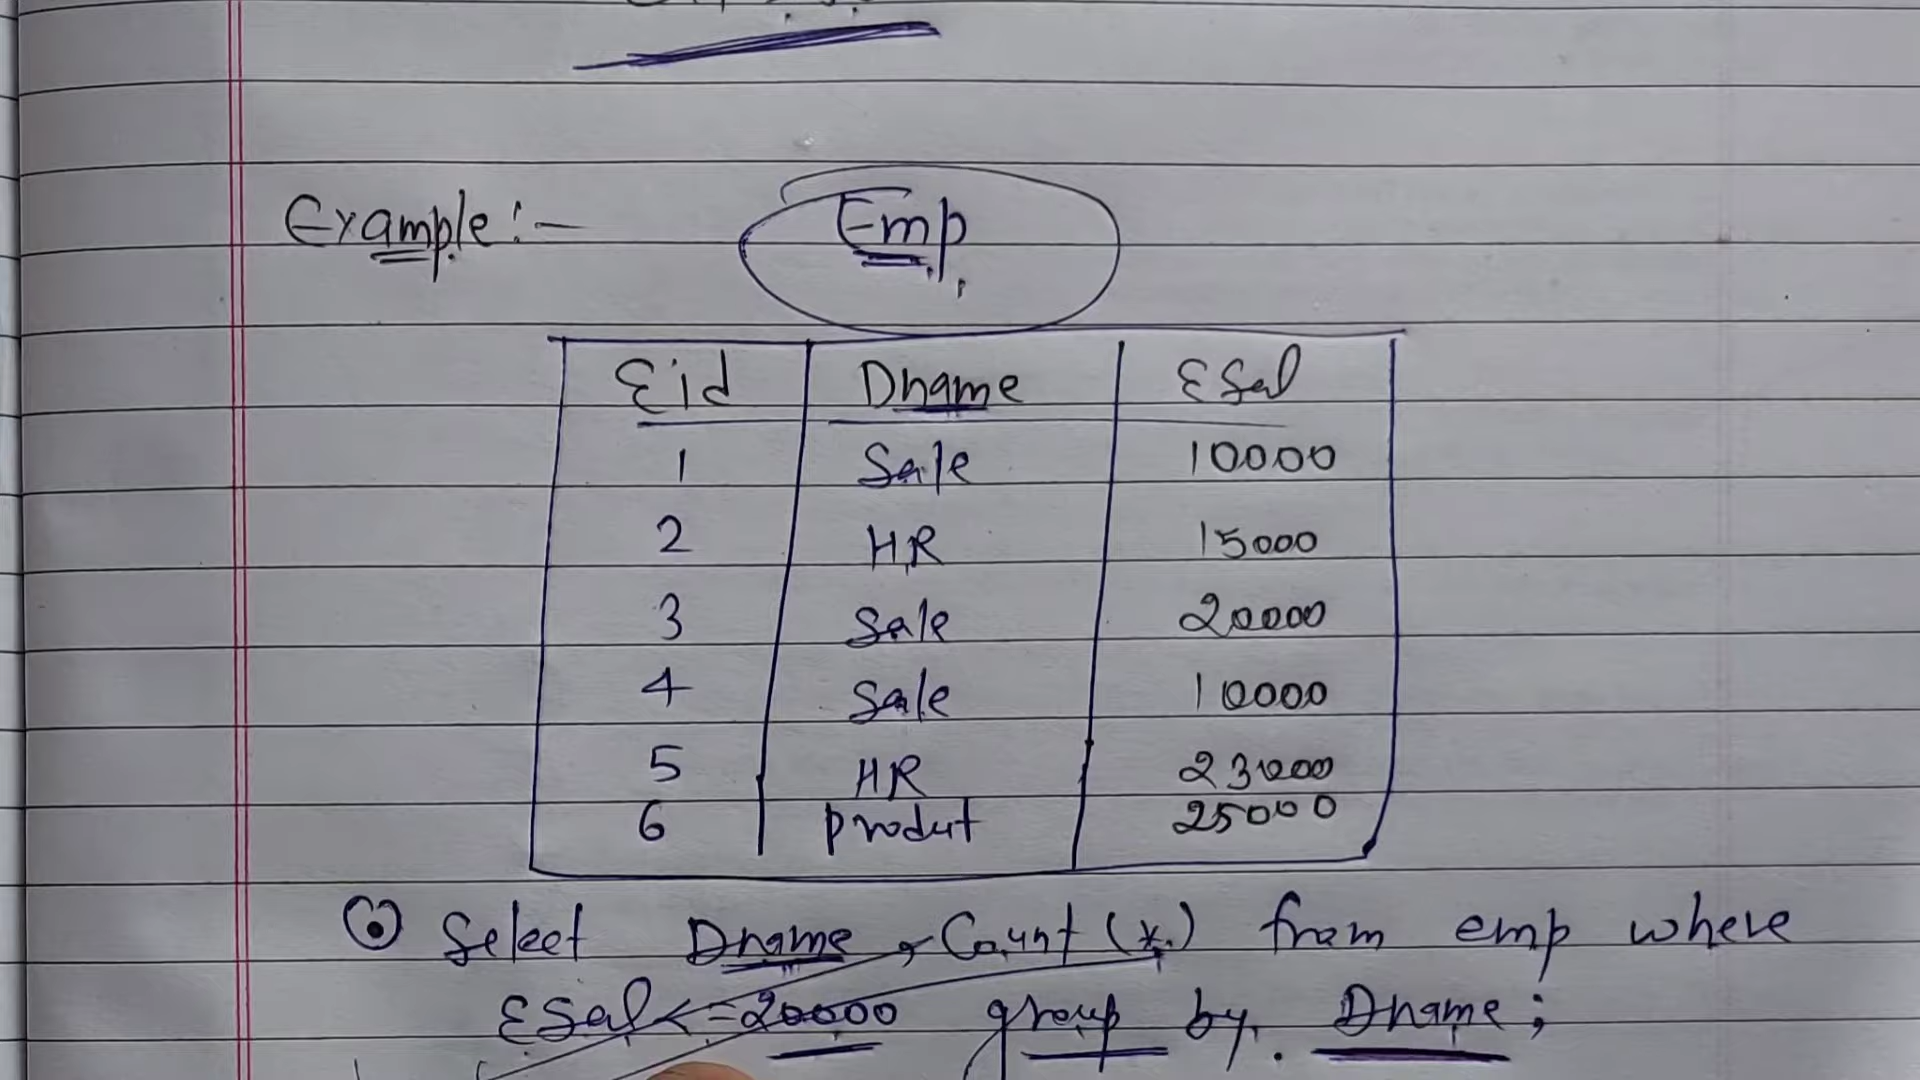 Example:-
Emp
Eid Dname ESal
1 Sale 10000
2 HR 15000
3 Sale 20000
4 Sale 10000
5 HR 23000
6 produt 25000
Select Dname, Count (*) from emp where
ESal<=20000 group by Dname;